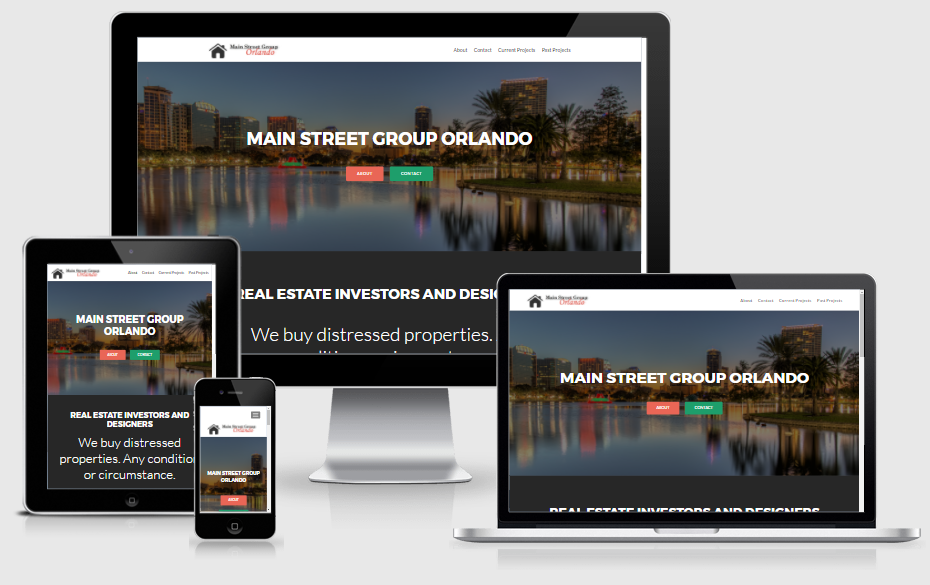 Main Street Group
Orlando
About Contact Current Projects Past Projects
MAIN STREET GROUP ORLANDO
ABOUT CONTACT
REAL ESTATE INVESTORS AND DESI
We buy distressed properties.
Main Street Group
Orlando
About Contact Current Projects Past Projects
MAIN STREET GROUP
ORLANDO
ABOUT CONTACT
REAL ESTATE INVESTORS AND
DESIGNERS
We buy distressed
properties. Any condition
or circumstance.
Main Street Group
Orlando
MAIN STREET GROUP
ORLANDO
ABOUT
Main Street Group
Orlando
About Contact Current Projects Past Projects
MAIN STREET GROUP ORLANDO
ABOUT CONTACT
REAL ESTATE INVESTORS AND DESIGNERS